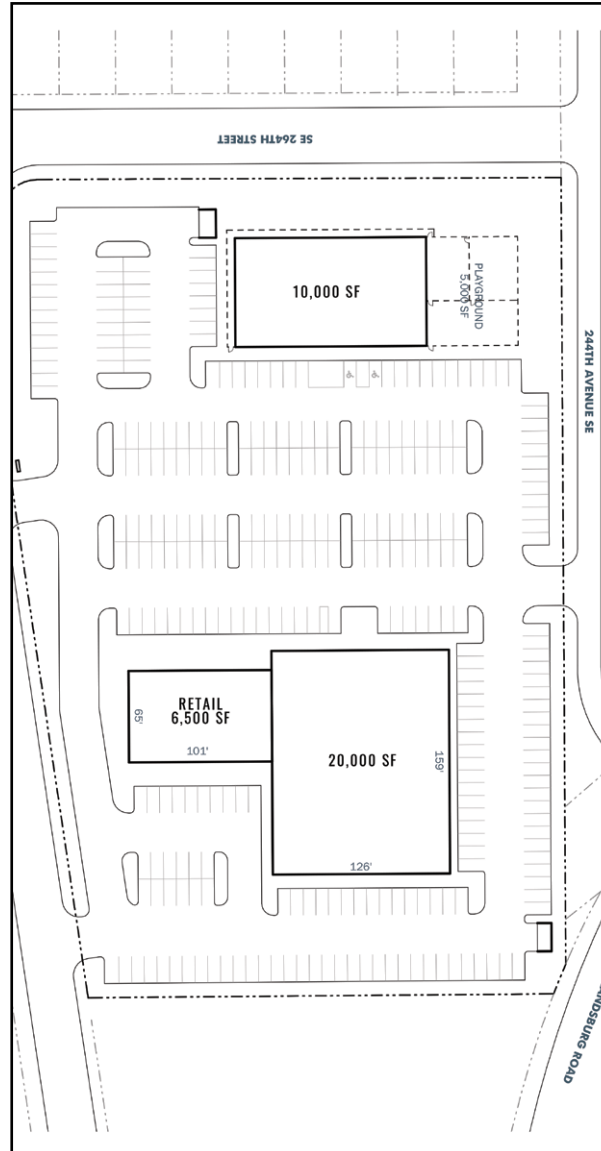 SE 264TH STREET
10,000 SF
PLAYGROUND
5,000 SF
244TH AVENUE SE
RETAIL
6,500 SF
65'
101'
20,000 SF
159'
126'
NDSBURG ROAD